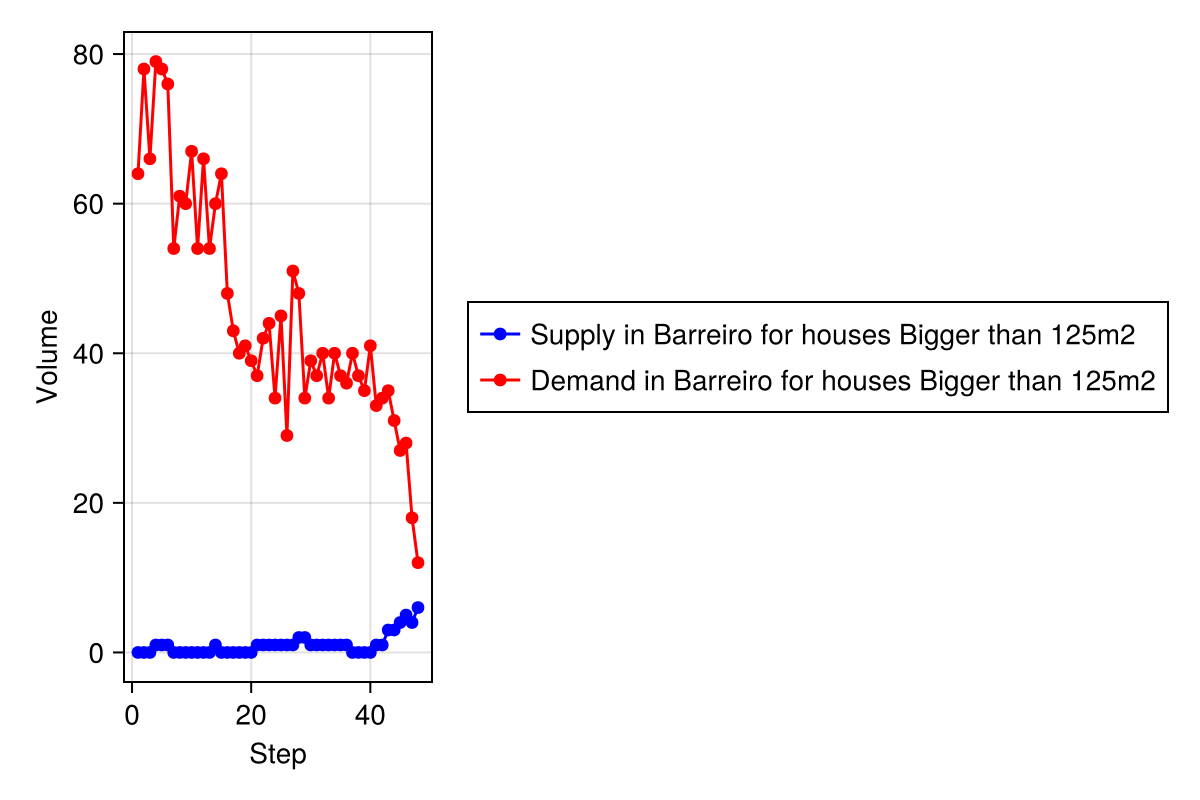 80
60
40
20
0
Volume
0 20 40
Step
Supply in Barreiro for houses Bigger than 125m2
Demand in Barreiro for houses Bigger than 125m2